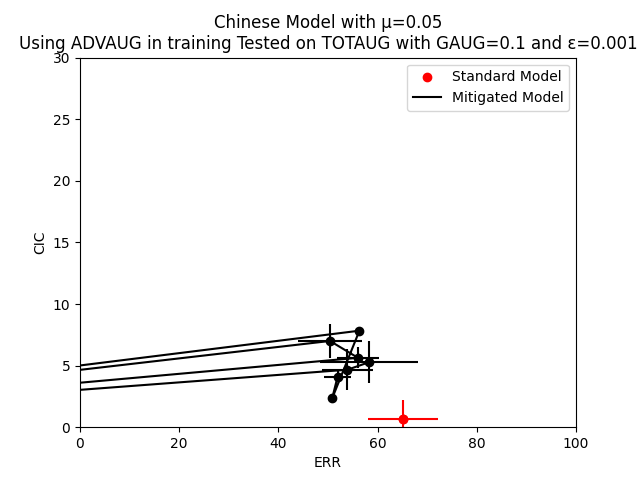 Chinese Model with μ=0.05
Using ADVAUG in training Tested on TOTAUG with GAUG=0.1 and ε=0.001
Standard Model
Mitigated Model
CIC
30
25
20
15
10
5
0
0 20 40 60 80 100
ERR